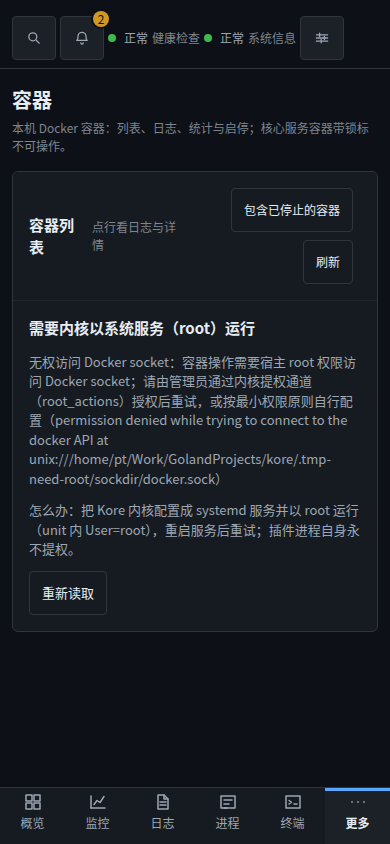 2
正常 健康检查 正常 系统信息
容器
本机 Docker 容器：列表、日志、统计与启停；核心服务容器带锁标
不可操作。
容器列
表
点行看日志与详
情
包含已停止的容器
刷新
需要内核以系统服务（root）运行
无权访问 Docker socket：容器操作需要宿主 root 权限访
问 Docker socket；请由管理员通过内核提权通道
（root_actions）授权后重试，或按最小权限原则自行配
置（permission denied while trying to connect to the
docker API at
unix:///home/pt/Work/GolandProjects/kore/.tmp-
need-root/sockdir/docker.sock）
怎么办：把 Kore 内核配置成 systemd 服务并以 root 运行
（unit 内 User=root），重启服务后重试；插件进程自身永
不提权。
重新读取
概览 监控 日志 进程 终端 更多